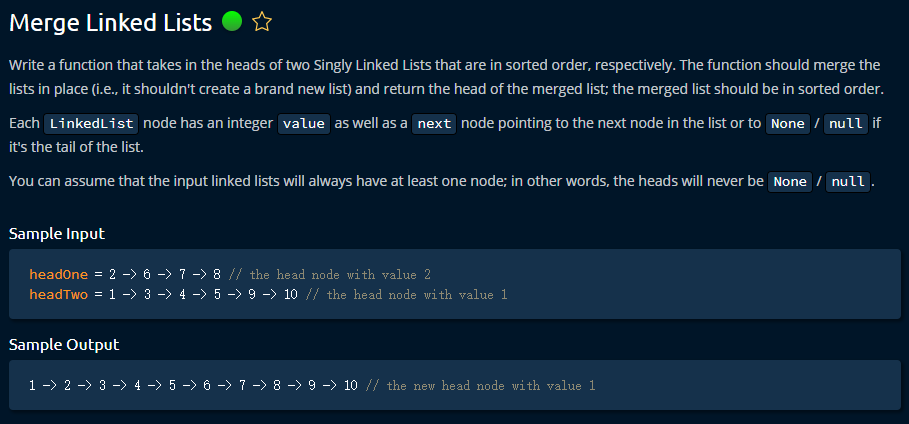 Merge Linked Lists
Write a function that takes in the heads of two Singly Linked Lists that are in sorted order, respectively. The function should merge the
lists in place (i.e., it shouldn't create a brand new list) and return the head of the merged list; the merged list should be in sorted order.
Each LinkedList node has an integer value as well as a next node pointing to the next node in the list or to None / null if
it's the tail of the list.
You can assume that the input linked lists will always have at least one node; in other words, the heads will never be None / null.
Sample Input
headOne = 2 -> 6 -> 7 -> 8 // the head node with value 2
headTwo = 1 -> 3 -> 4 -> 5 -> 9 -> 10 // the head node with value 1
Sample Output
1 -> 2 -> 3 -> 4 -> 5 -> 6 -> 7 -> 8 -> 9 -> 10 // the new head node with value 1